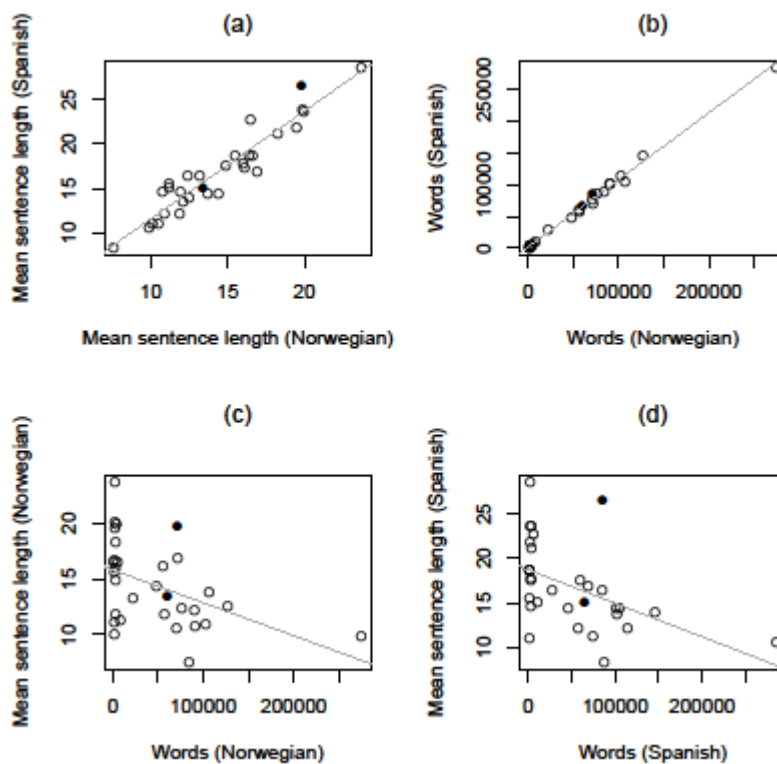 (a)
Mean sentence length (Spanish)
25
20
15
10
10 15 20
Mean sentence length (Norwegian)
(b)
Words (Spanish)
250000
100000
0
0 100000 200000
Words (Norwegian)
(c)
Mean sentence length (Norwegian)
20
15
10
0 100000 200000
Words (Norwegian)
(d)
Mean sentence length (Spanish)
25
20
15
10
0 100000 200000
Words (Spanish)